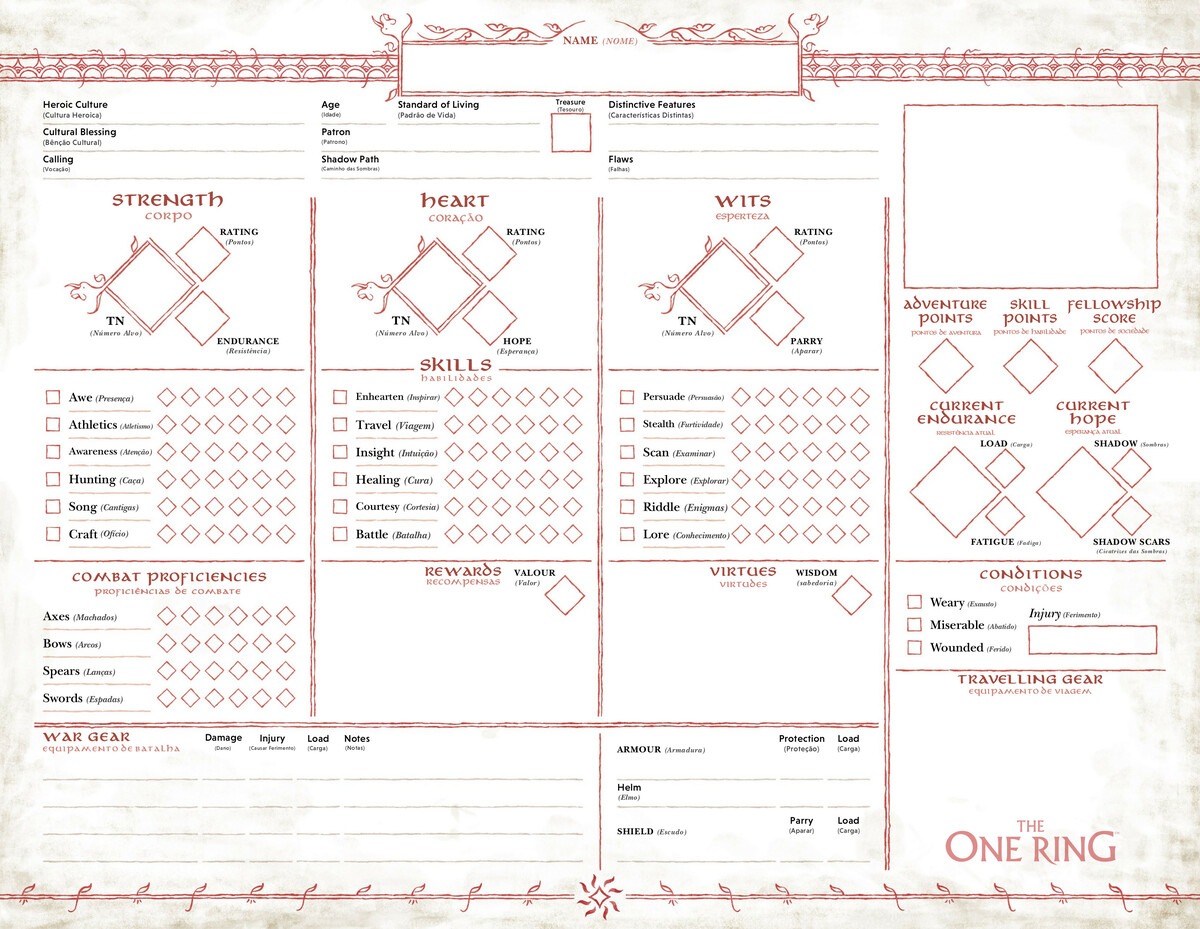 NAME (NOME)
Heroic Culture
(Cultura Heroica)
Cultural Blessing
(Bênção Cultural)
Calling
(Vocação)
Age
(Idade)
Standard of Living
(Padrão de Vida)
Treasure
(Tesouro)
Patron
(Patrono)
Shadow Path
(Caminho das Sombras)
Distinctive Features
(Características Distintas)
Flaws
(Falhas)
STRENGTH
CORPO
RATING
(Pontos)
TN
(Número Alvo)
ENDURANCE
(Resistência)
HEART
CORAÇÃO
RATING
(Pontos)
TN
(Número Alvo)
HOPE
(Esperança)
WITS
ESPERTEZA
RATING
(Pontos)
TN
(Número Alvo)
PARRY
(Aparar)
SKILLS
HABILIDADES
Awe (Presença)
Athletics (Atletismo)
Awareness (Atenção)
Hunting (Caça)
Song (Cantigas)
Craft (Ofício)
Enhearten (Inspirar)
Travel (Viagem)
Insight (Intuição)
Healing (Cura)
Courtesy (Cortesia)
Battle (Batalha)
Persuade (Persuasão)
Stealth (Furtividade)
Scan (Examinar)
Explore (Explorar)
Riddle (Enigmas)
Lore (Conhecimento)
COMBAT PROFICIENCIES
PROFICIÊNCIAS DE COMBATE
Axes (Machados)
Bows (Arcos)
Spears (Lanças)
Swords (Espadas)
REWARDS
RECOMPENSAS
VALOUR
(Valor)
VIRTUES
VIRTUDES
WISDOM
(sabedoria)
WAR GEAR
EQUIPAMENTO DE BATALHA
Damage
(Dano)
Injury
(Causar Ferimento)
Load
(Carga)
Notes
(Notas)
ARMOUR (Armadura)
Protection
(Proteção)
Load
(Carga)
Helm
(Elmo)
SHIELD (Escudo)
Parry
(Aparar)
Load
(Carga)
ADVENTURE
POINTS
PONTOS DE AVENTURA
SKILL
POINTS
PONTOS DE HABILIDADE
FELLOWSHIP
SCORE
PONTOS DE SOCIEDADE
CURRENT
ENDURANCE
RESISTÊNCIA ATUAL
LOAD (Carga)
FATIGUE (Fadiga)
CURRENT
HOPE
ESPERANÇA ATUAL
SHADOW (Sombras)
SHADOW SCARS
(Cicatrizes das Sombras)
CONDITIONS
CONDIÇÕES
Weary (Exausto)
Miserable (Abatido)
Wounded (Ferido)
Injury (Ferimento)
TRAVELLING GEAR
EQUIPAMENTO DE VIAGEM
THE
ONE RING™